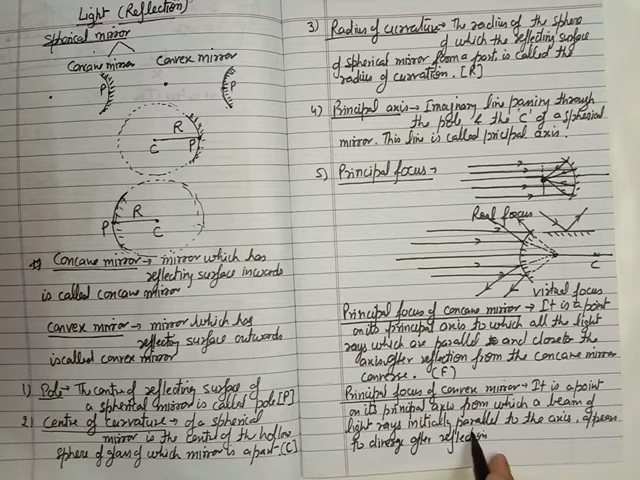 Light (Reflection)
spherical mirror
Concave mirror
Convex mirror
P
P
R
C
P
R
P
C
Concave mirror → mirror which has
reflecting surface inwards
is called concave mirror
Convex mirror → mirror which has
reflecting surface outwards
is called convex mirror
1) Pole → The centre of reflecting surface of
a spherical mirror is called pole [P]
2) Centre of curvature → of a spherical
mirror is the centre of the hollow
sphere of glass of which mirror is a part. [C]
3) Radius of curvature → The radius of the sphere
of which the reflecting surface
of spherical mirror form a part, is called the
radius of curvation. [R]
4) Principal axis → Imaginary line passing through
the pole & the 'C' of a spherical
mirror. This line is called pricipal axis.
5) Principal focus →
Real focus
C
virtual focus
Principal focus of concave mirror → It is a point
on its principal axis to which all the light
rays which are parallel and close to the
axis, after reflection from the concave mirror
converse. (F)
Principal focus of convex mirror → It is a point
on its principal axis from which a beam of
light rays initially parallel to the axis, appears
to diverge after reflection